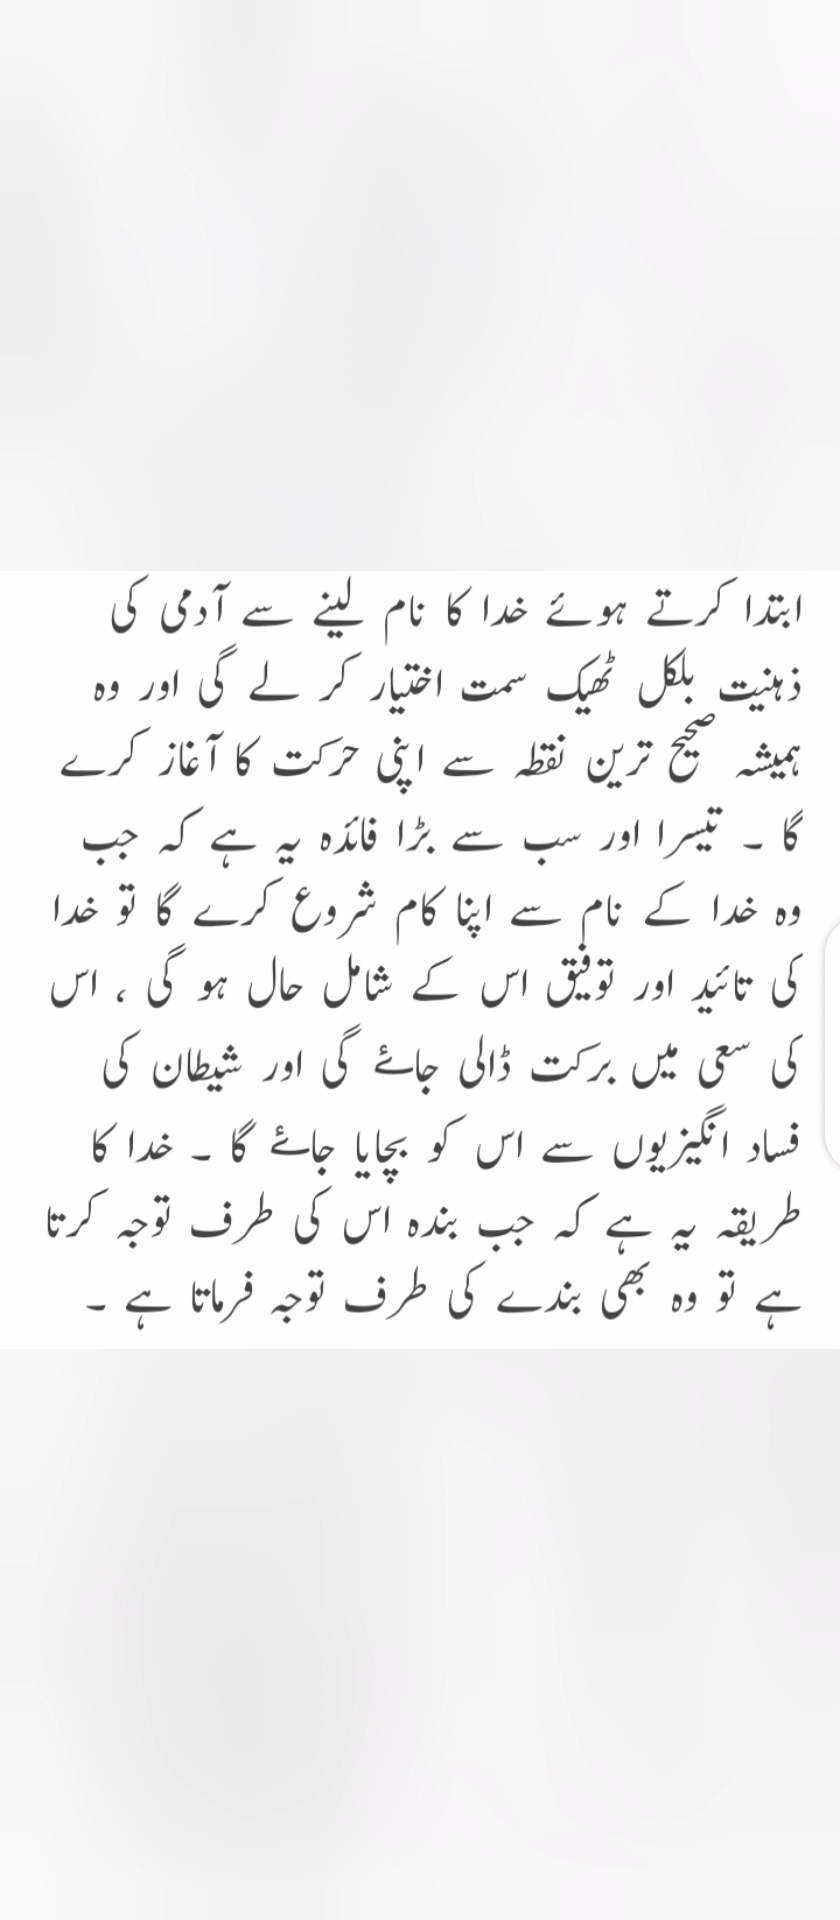 ابتدا کرتے ہوئے خدا کا نام لینے سے آدمی کی
ذہنیت بلکل ٹھیک سمت اختیار کر لے گی اور وہ
ہمیشہ صحیح ترین نقطہ سے اپنی حرکت کا آغاز کرے
گا ۔ تیسرا اور سب سے بڑا فائدہ یہ ہے کہ جب
وہ خدا کے نام سے اپنا کام شروع کرے گا تو خدا
کی تائید اور توفیق اس کے شامل حال ہو گی ، اس
کی سعی میں برکت ڈالی جائے گی اور شیطان کی
فساد انگیزیوں سے اس کو بچایا جائے گا ۔ خدا کا
طریقہ یہ ہے کہ جب بندہ اس کی طرف توجہ کرتا
ہے تو وہ بھی بندے کی طرف توجہ فرماتا ہے ۔